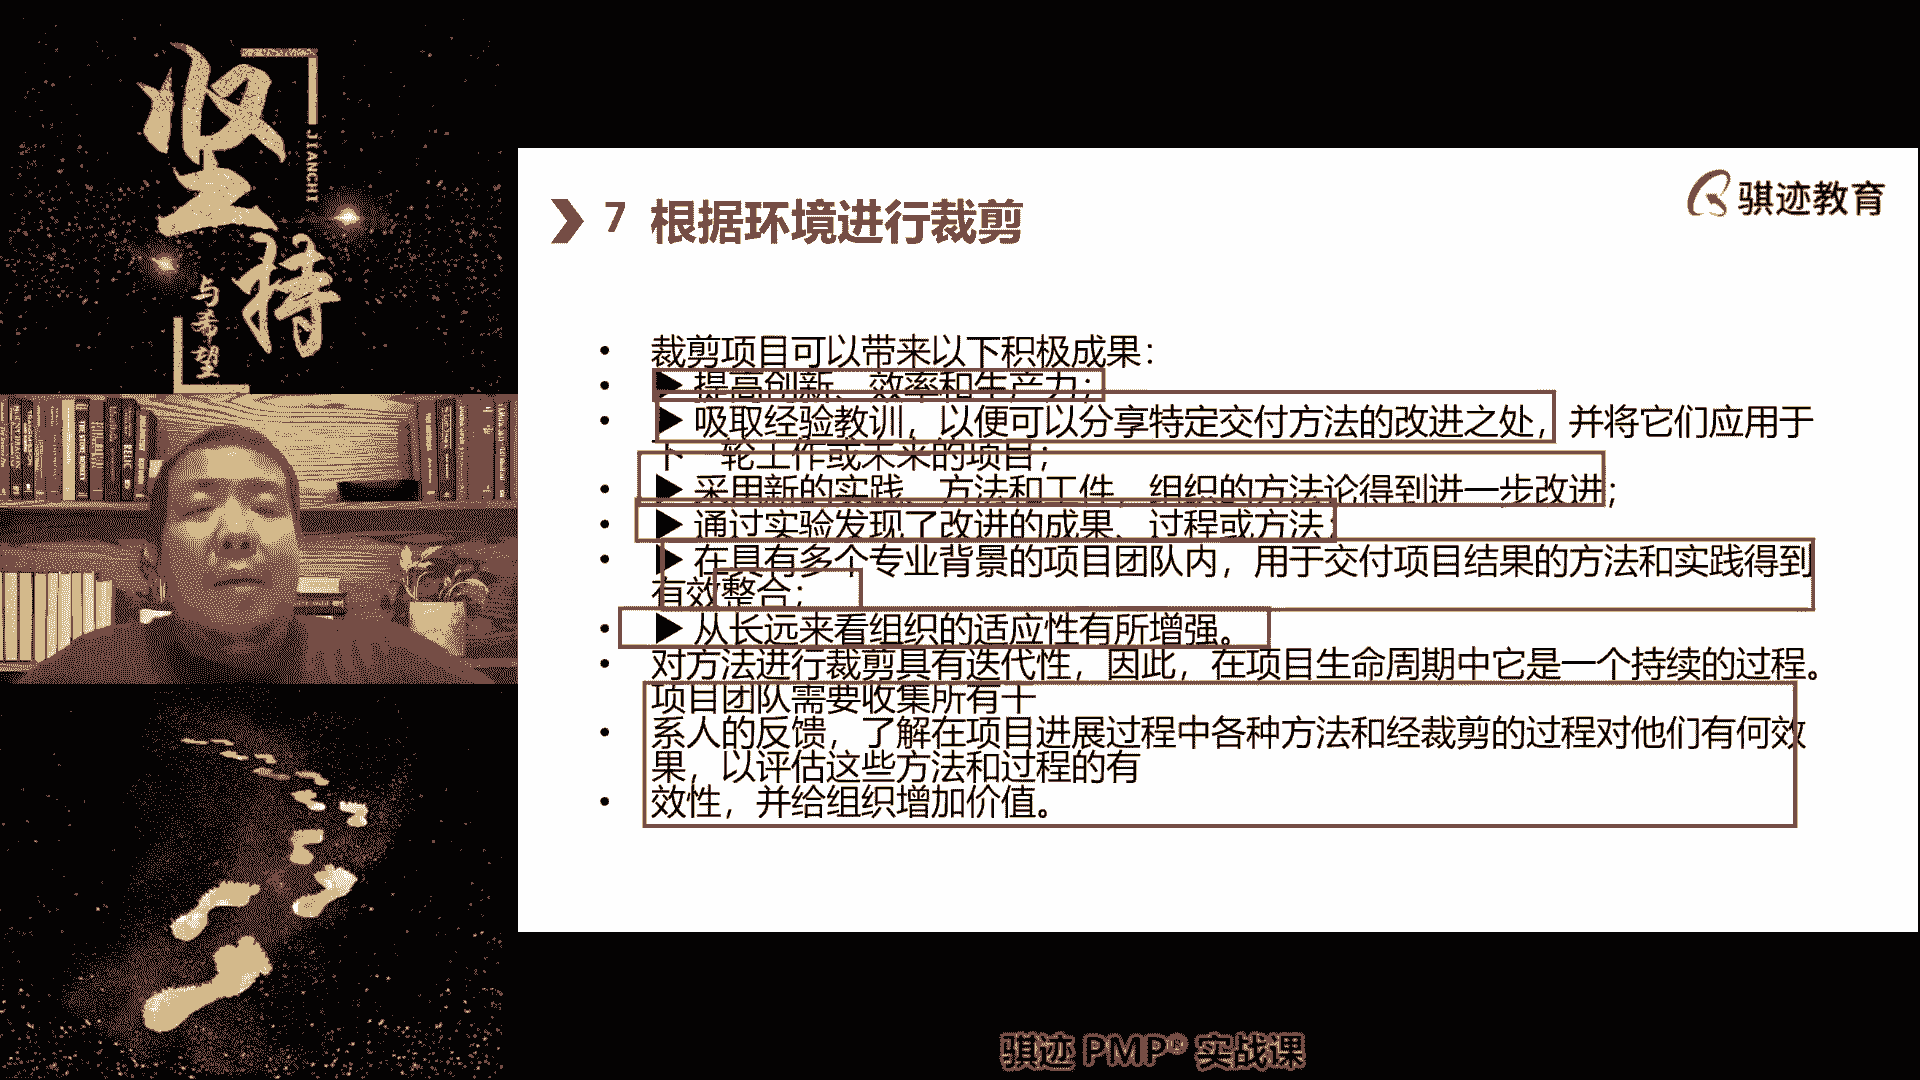 坚持
JIANCHI
与希望
骐迹教育
7 根据环境进行裁剪
• 裁剪项目可以带来以下积极成果：
• ▶ 提高创新、效率和生产力；
• ▶ 吸取经验教训，以便可以分享特定交付方法的改进之处，并将它们应用于
下一轮工作或未来的项目；
• ▶ 采用新的实践、方法和工件，组织的方法论得到进一步改进；
• ▶ 通过实验发现了改进的成果、过程或方法；
• ▶ 在具有多个专业背景的项目团队内，用于交付项目结果的方法和实践得到
有效整合；
• ▶ 从长远来看组织的适应性有所增强。
• 对方法进行裁剪具有迭代性，因此，在项目生命周期中它是一个持续的过程。
项目团队需要收集所有干
• 系人的反馈，了解在项目进展过程中各种方法和经裁剪的过程对他们有何效
果，以评估这些方法和过程的有
• 效性，并给组织增加价值。
骐迹 PMP® 实战课